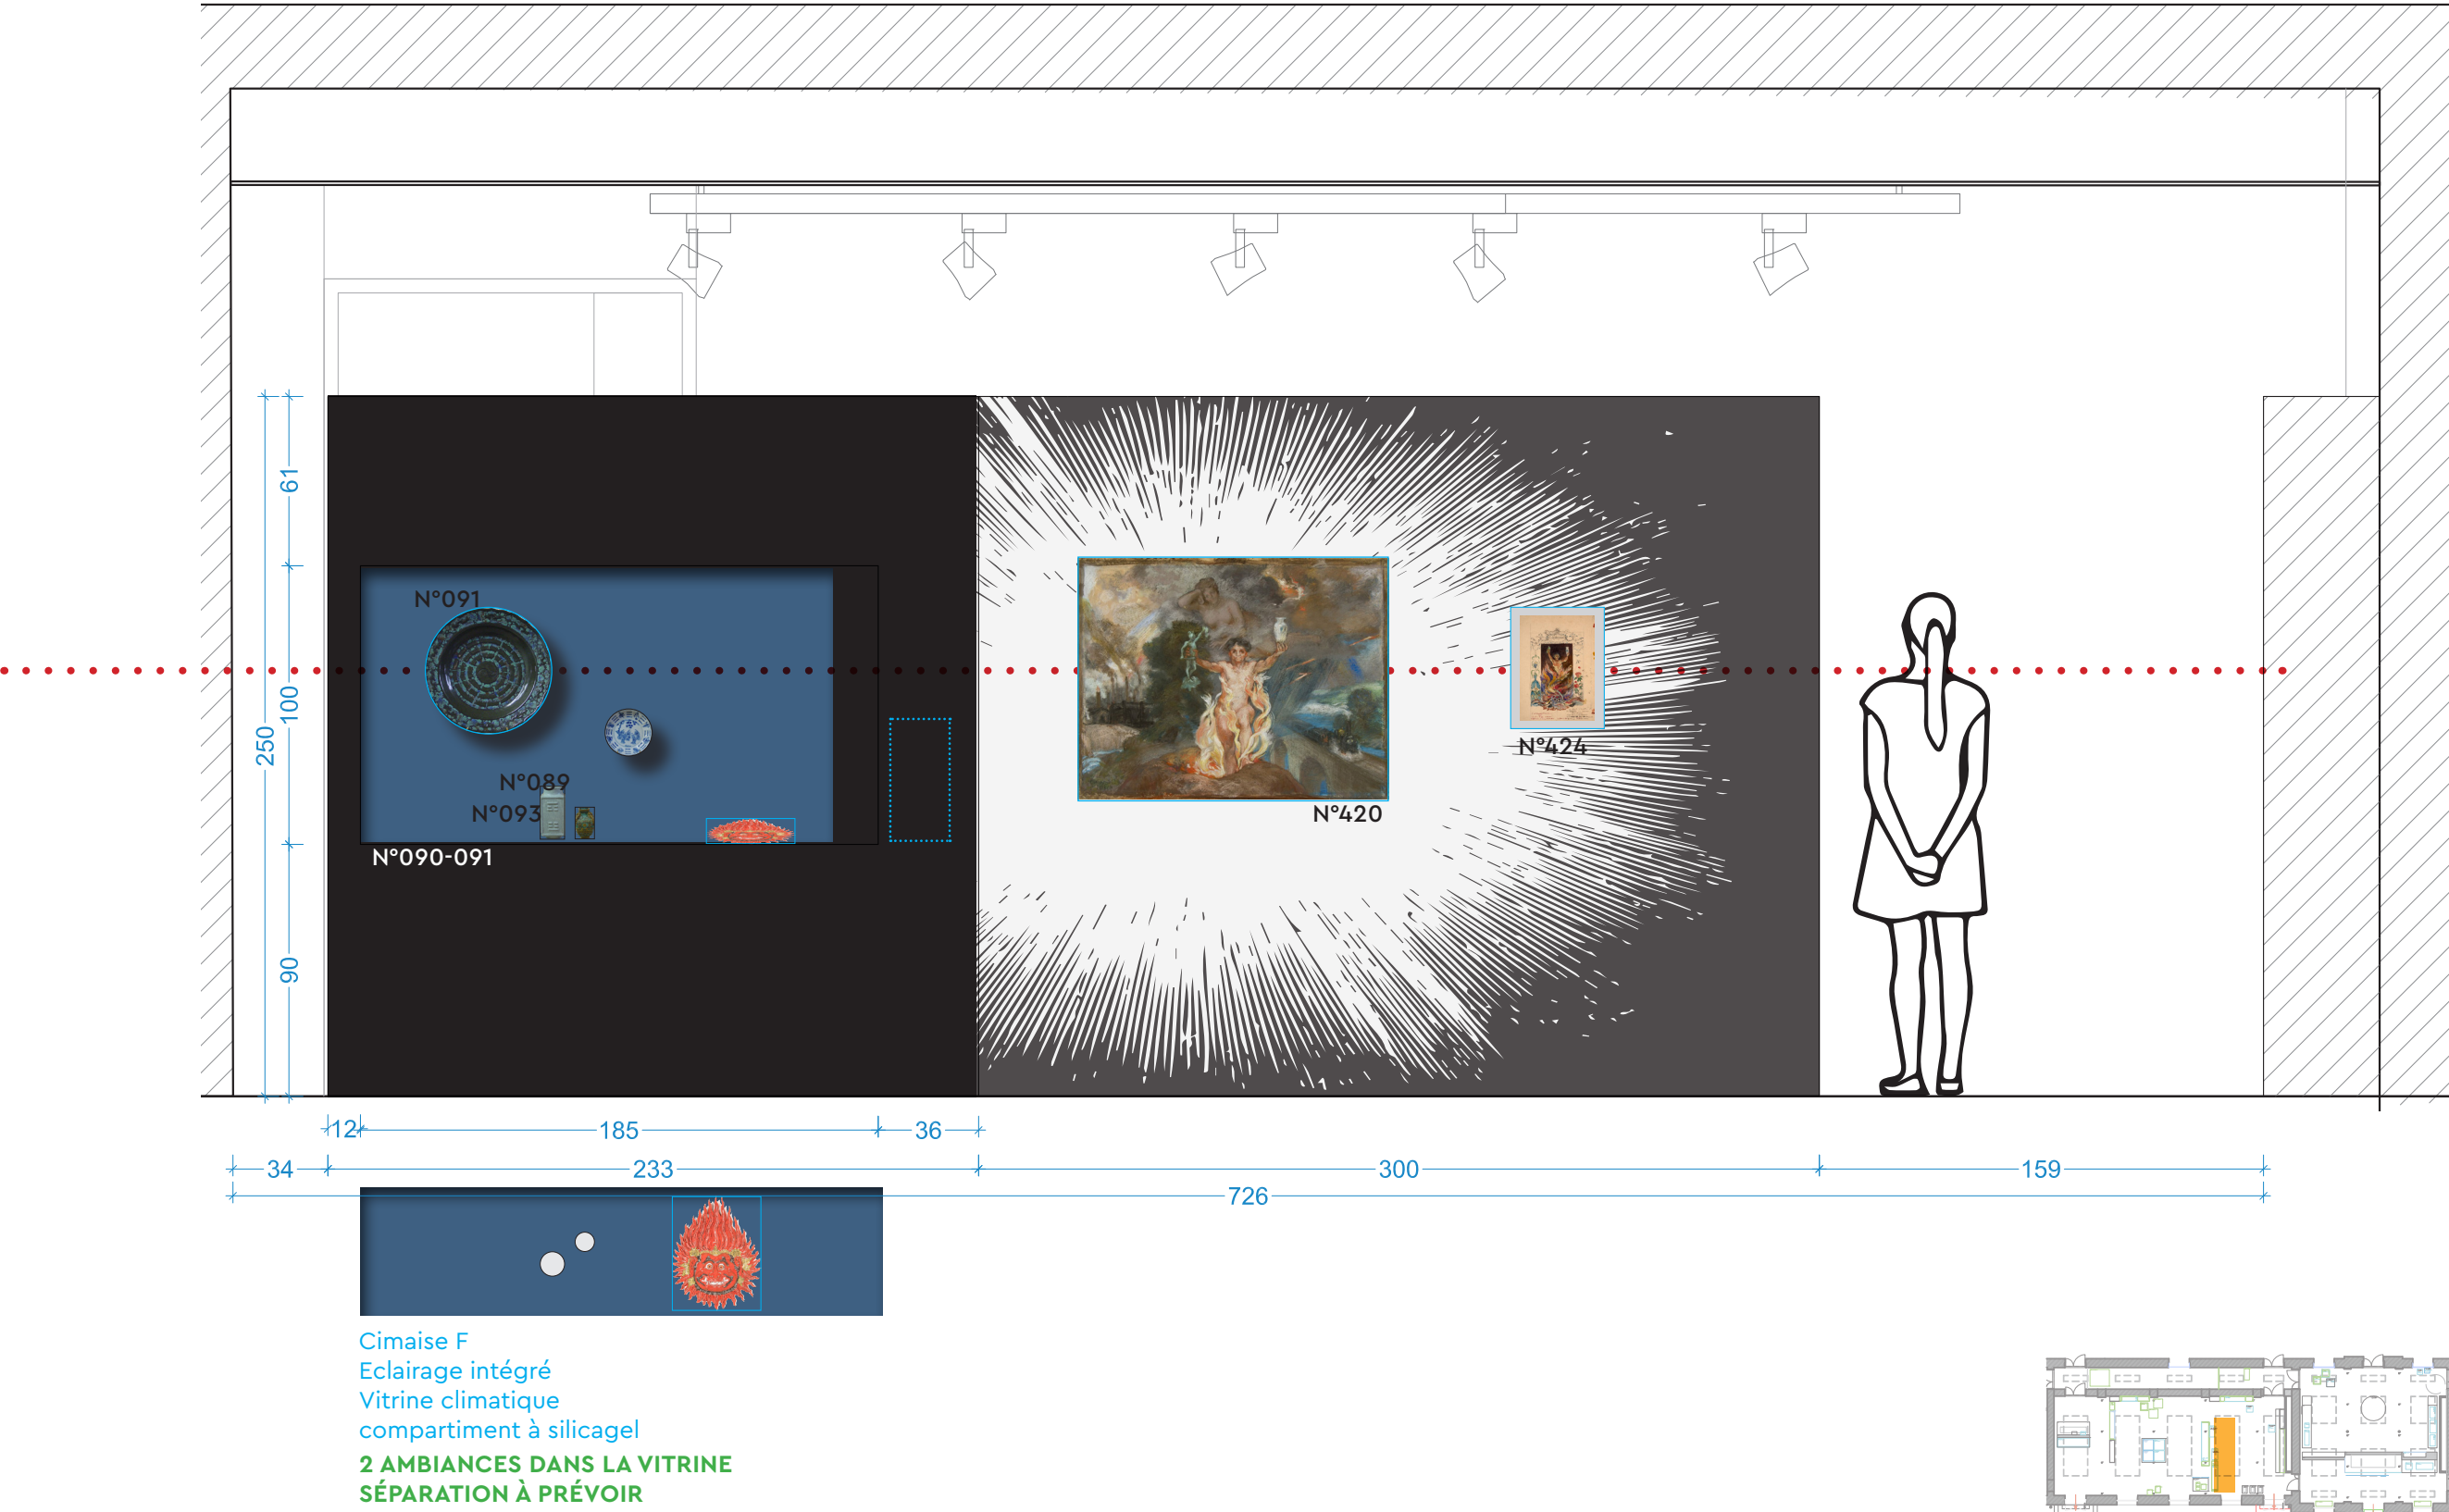 N°091
61
100
250
N°424
N°089
N°093
N°420
N°090-091
90
12
185
36
34
233
300
159
726
Cimaise F
Eclairage intégré
Vitrine climatique
compartiment à silicagel
2 AMBIANCES DANS LA VITRINE
SÉPARATION À PRÉVOIR